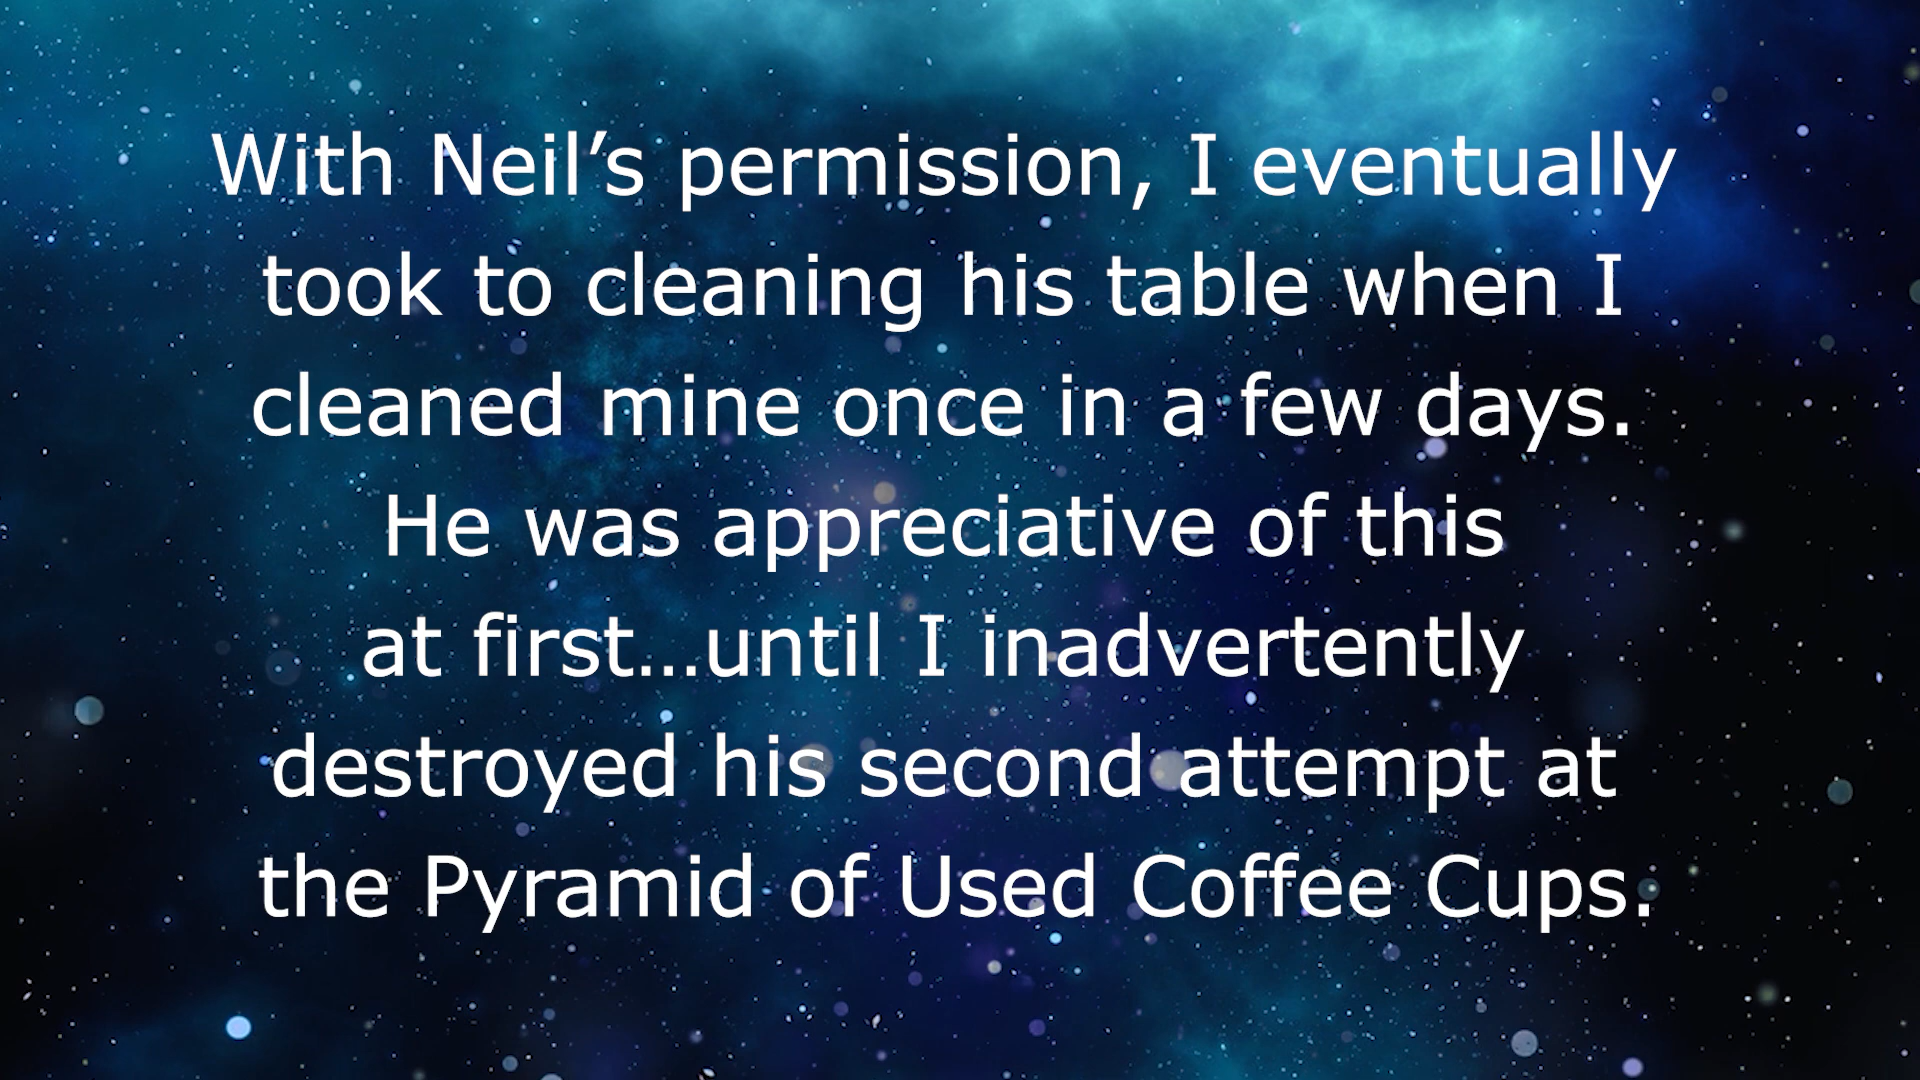 With Neil’s permission, I eventually
took to cleaning his table when I
cleaned mine once in a few days.
He was appreciative of this
at first…until I inadvertently
destroyed his second attempt at
the Pyramid of Used Coffee Cups.